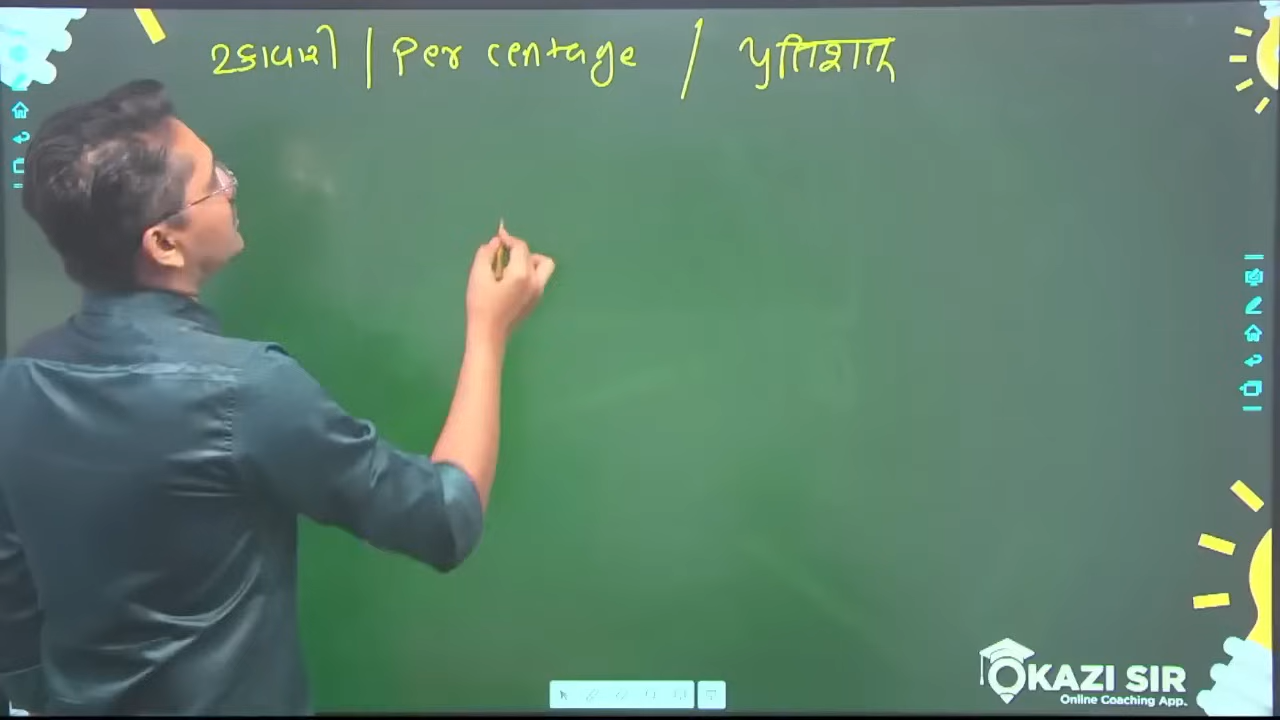 ટકાવારી / Percentage / प्रतिशत
KAZI SIR
Online Coaching App.